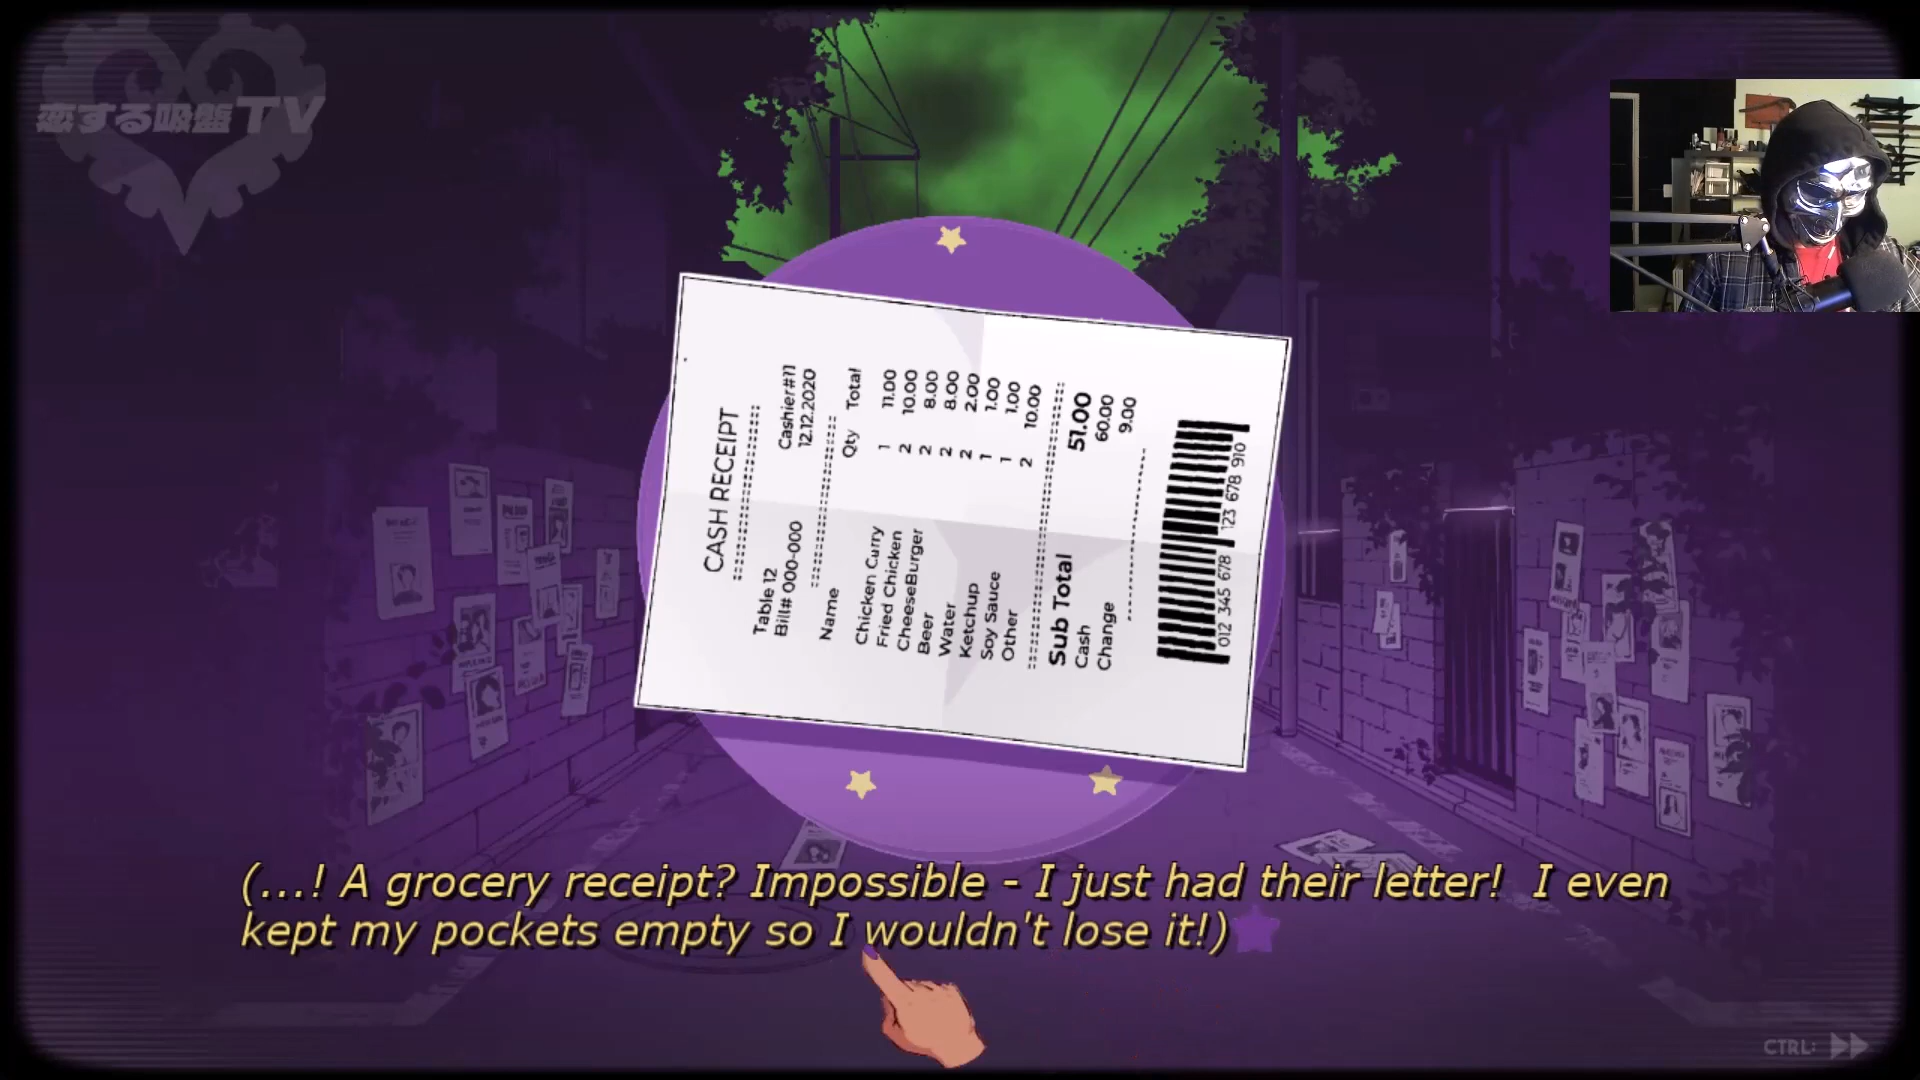 恋する吸盤TV
CASH RECEIPT
Table 12 Cashier#11
Bill# 000-000 12.12.2020
Name Qty Total
Chicken Curry 1 11.00
Fried Chicken 2 10.00
CheeseBurger 2 8.00
Beer 2 8.00
Water 2 2.00
Ketchup 1 1.00
Soy Sauce 1 1.00
Other 2 10.00
Sub Total 51.00
Cash 60.00
Change 9.00
012 345 678 123 678 910
(...! A grocery receipt? Impossible - I just had their letter! I even
kept my pockets empty so I wouldn't lose it!)
CTRL: